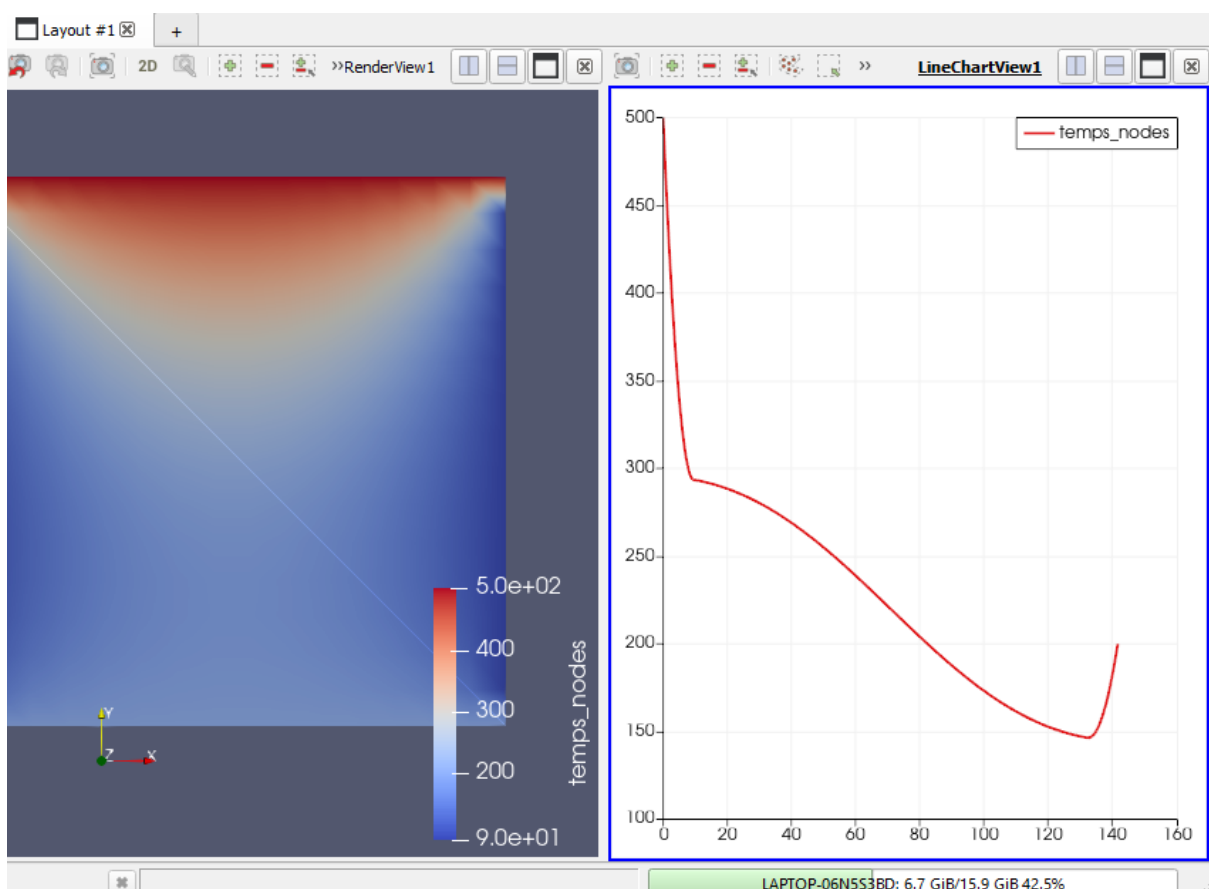 Layout #1
+
2D
»RenderView1
»
LineChartView1
5.0e+02
400
300
200
9.0e+01
temps_nodes
Y
Z
X
temps_nodes
500
450
400
350
300
250
200
150
100
0 20 40 60 80 100 120 140 160
LAPTOP-06N5S3BD: 6.7 GiB/15.9 GiB 42.5%